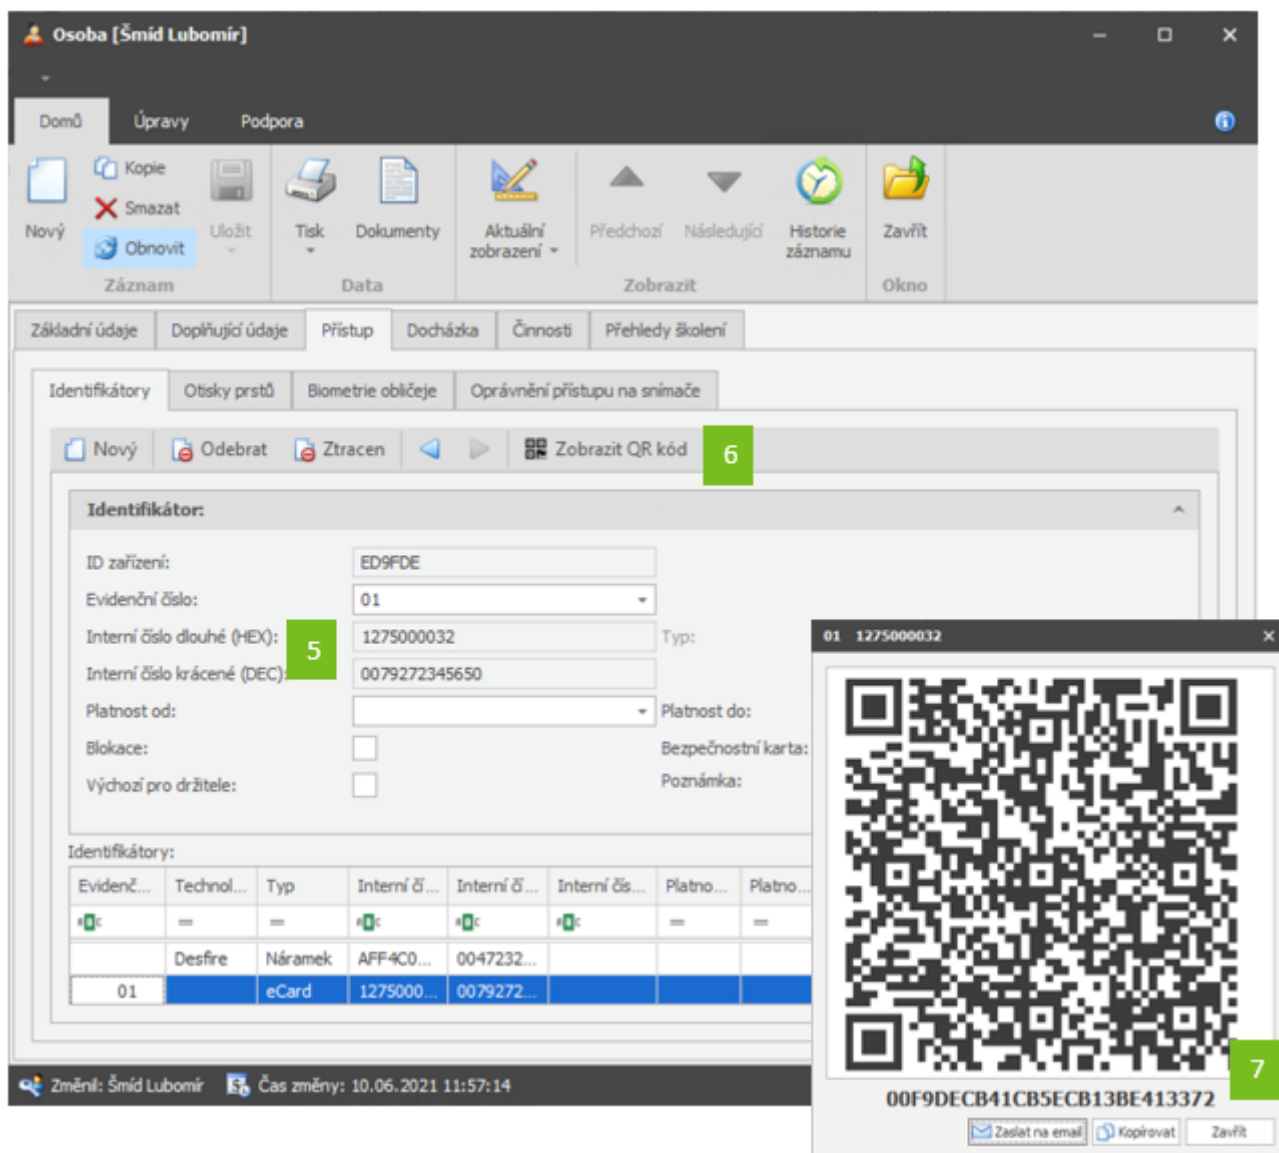 Osoba [Šmíd Lubomír]
Domů Úpravy Podpora
Nový
Kopie
Smazat
Obnovit
Uložit
Záznam
Tisk
Dokumenty
Data
Aktuální
zobrazení
Předchozí
Následující
Historie
záznamu
Zobrazit
Zavřít
Okno
Základní údaje Doplňující údaje Přístup Docházka Činnosti Přehledy školení
Identifikátory Otisky prstů Biometrie obličeje Oprávnění přístupu na snímače
Nový Odebrat Ztracen Zobrazit QR kód 6
Identifikátor:
ID zařízení: ED9FDE
Evidenční číslo: 01
Interní číslo dlouhé (HEX): 1275000032 Typ:
5
Interní číslo krácené (DEC): 0079272345650
Platnost od: Platnost do:
Blokace: Bezpečnostní karta:
Výchozí pro držitele: Poznámka:
Identifikátory:
Evidenč... Technol... Typ Interní č... Interní č... Interní čís... Platno... Platno...
Desfire Náramek AFF4C0... 0047232...
01 eCard 1275000... 0079272...
Změnil: Šmíd Lubomír Čas změny: 10.06.2021 11:57:14
01 1275000032
7
00F9DECB41CB5ECB13BE413372
Zaslat na email Kopírovat Zavřít